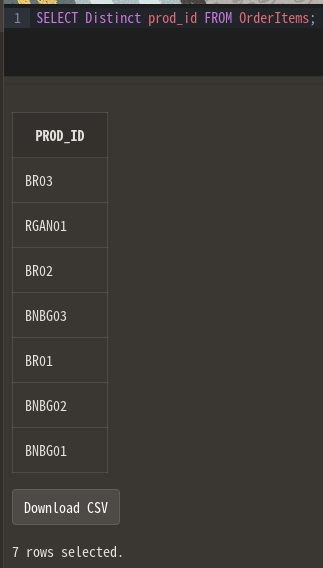 1 SELECT Distinct prod_id FROM OrderItems;
PROD_ID
BR03
RGAN01
BR02
BNBG03
BR01
BNBG02
BNBG01
Download CSV
7 rows selected.